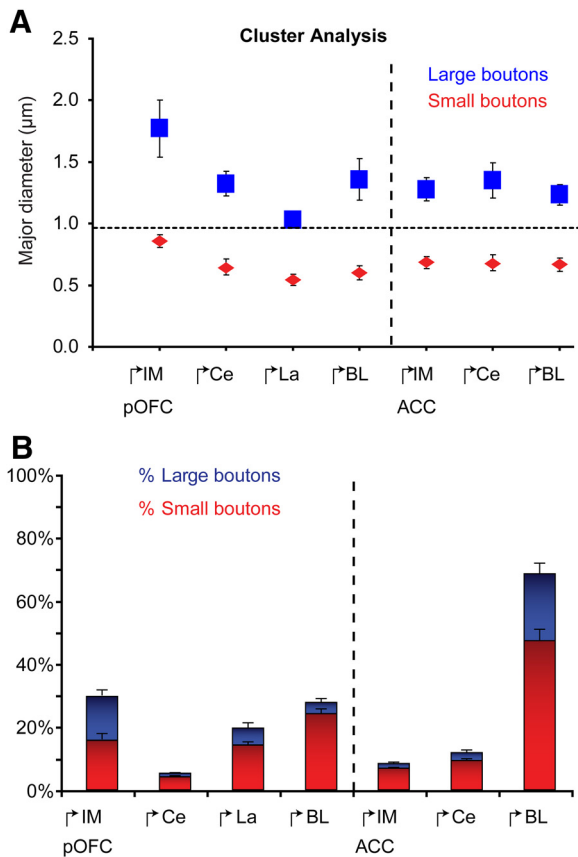 A
Cluster Analysis
Large boutons
Small boutons
Major diameter (μm)
2.5
2.0
1.5
1.0
0.5
0.0
IM Ce La BL IM Ce BL
pOFC ACC
B
% Large boutons
% Small boutons
100%
80%
60%
40%
20%
0%
IM Ce La BL IM Ce BL
pOFC ACC